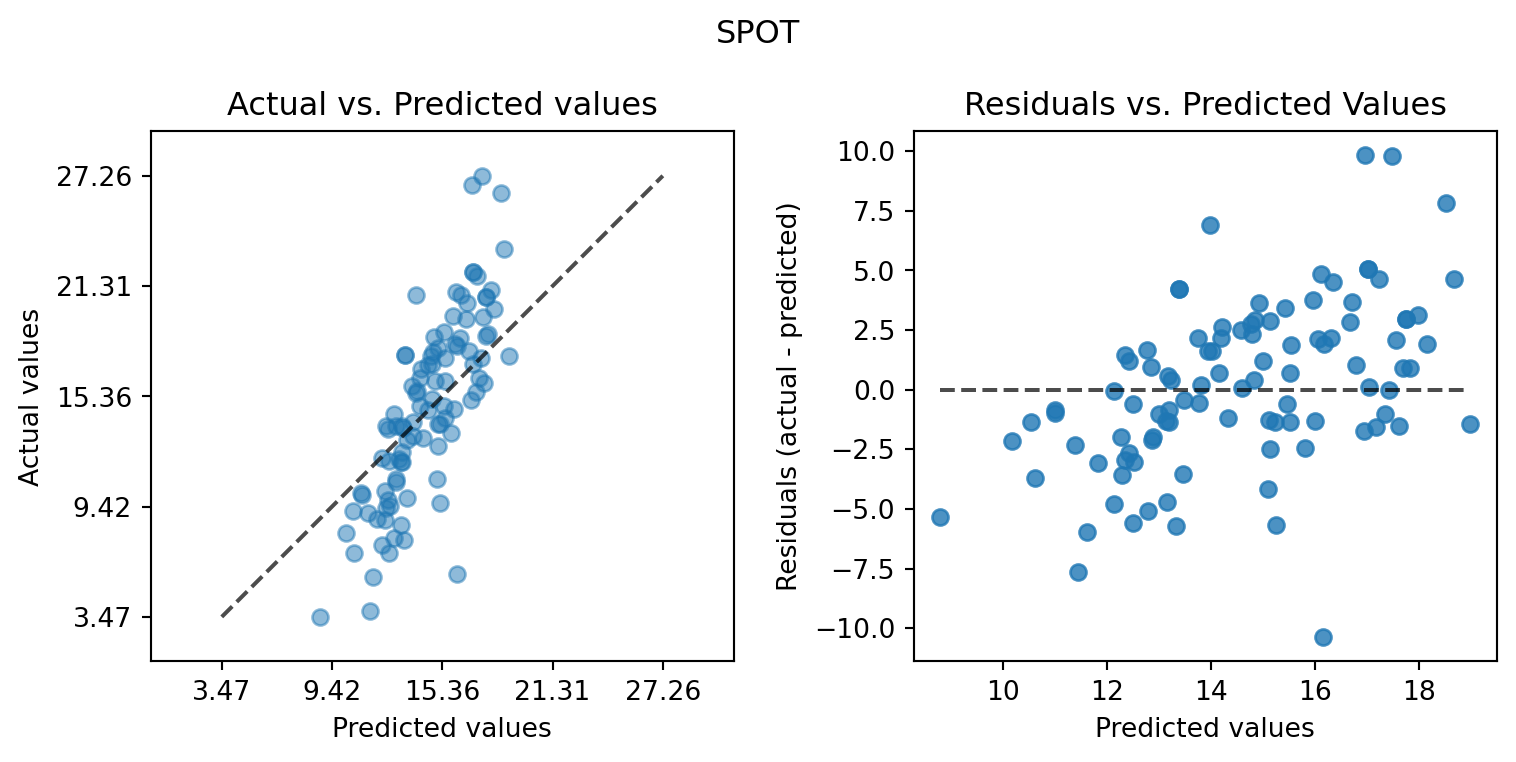 SPOT
Actual vs. Predicted values
Actual values
27.26
21.31
15.36
9.42
3.47
3.47 9.42 15.36 21.31 27.26
Predicted values
Residuals vs. Predicted Values
Residuals (actual - predicted)
10.0
7.5
5.0
2.5
0.0
−2.5
−5.0
−7.5
−10.0
10 12 14 16 18
Predicted values